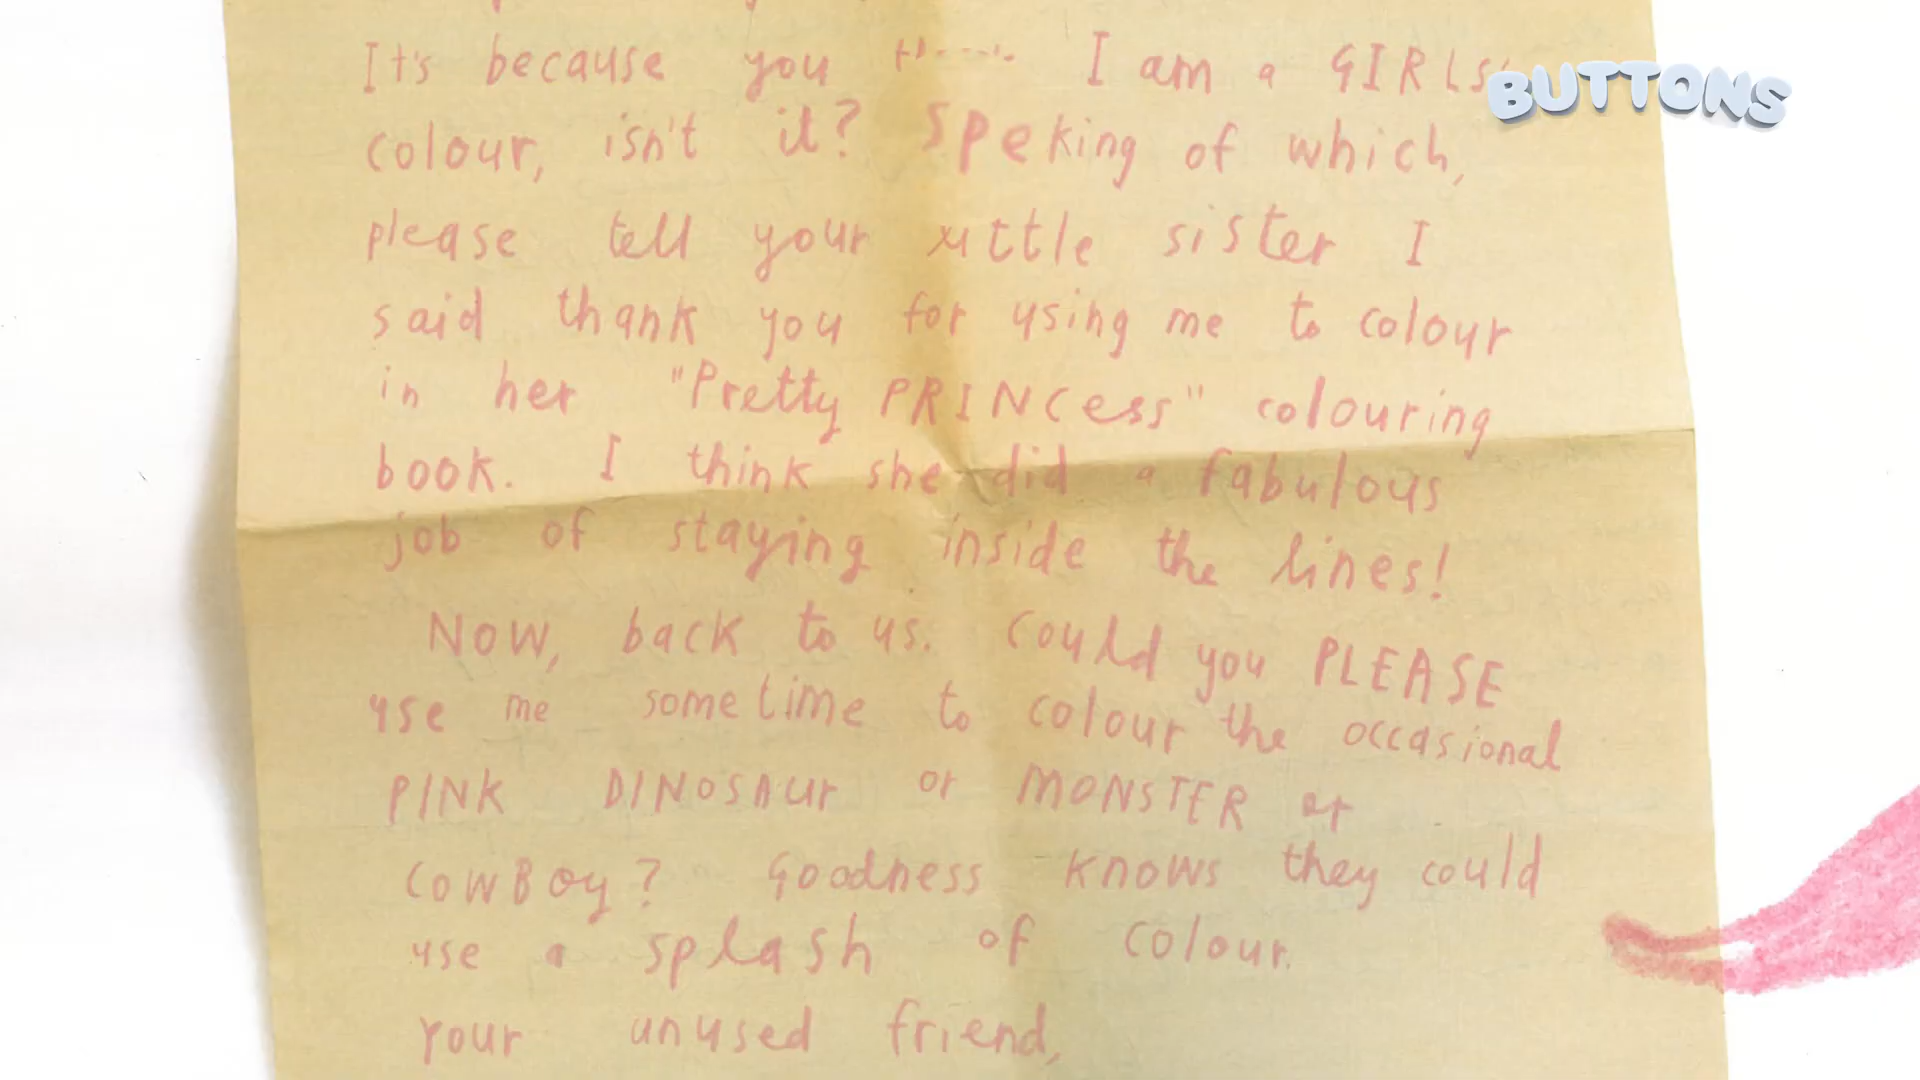 It's because you I am a GIRLS'
BUTTONS
colour, isn't it? Speking of which,
please tell your little sister I
said thank you for using me to colour
in her "Pretty PRINCess" colouring
book. I think she did a fabulous
job of staying inside the lines!
Now, back to us. Could you PLEASE
use me sometime to colour the occasional
PINK DINOSAUr or MONSTER or
COWBOy? Goodness knows they could
use a splash of colour.
Your unused friend,